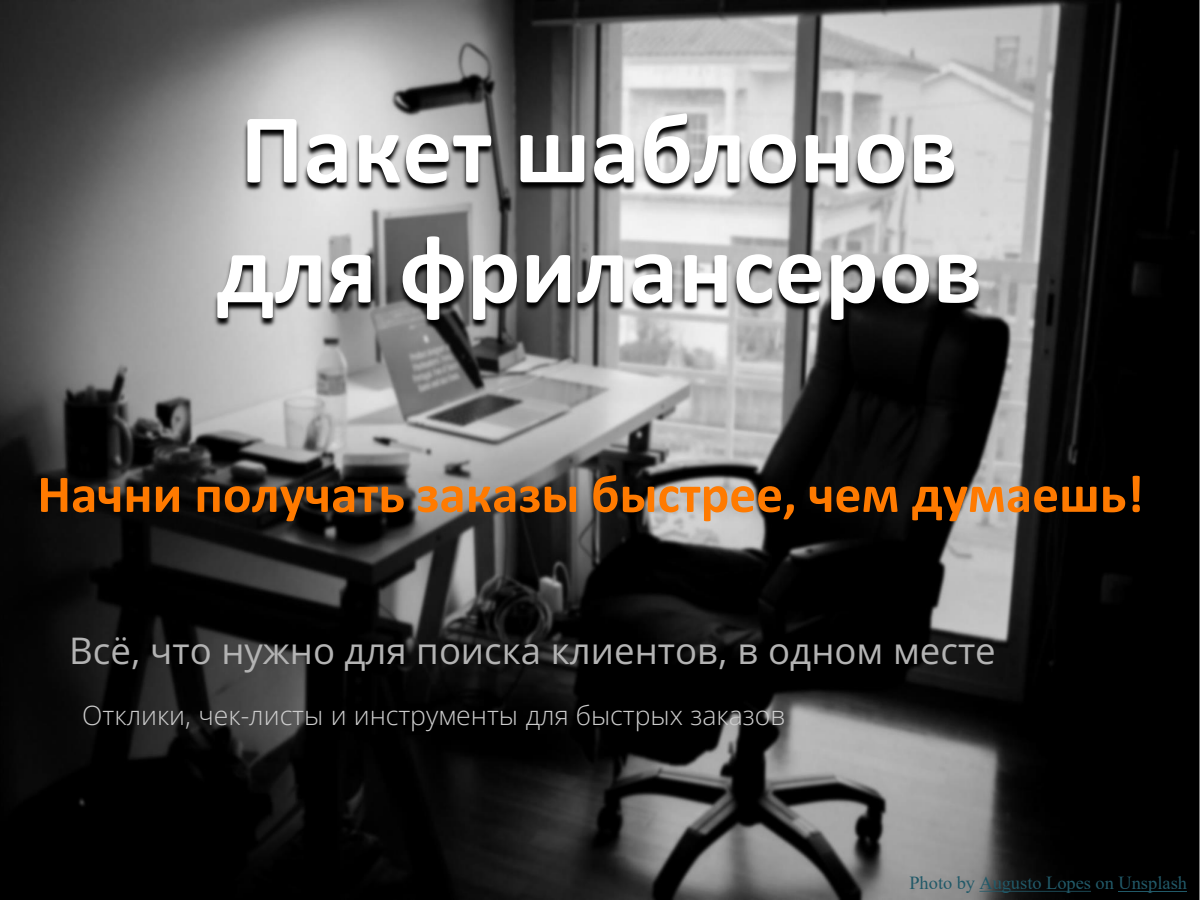 Пакет шаблонов
для фрилансеров
Начни получать заказы быстрее, чем думаешь!
Всё, что нужно для поиска клиентов, в одном месте
Отклики, чек-листы и инструменты для быстрых заказов
Photo by Augusto Lopes on Unsplash